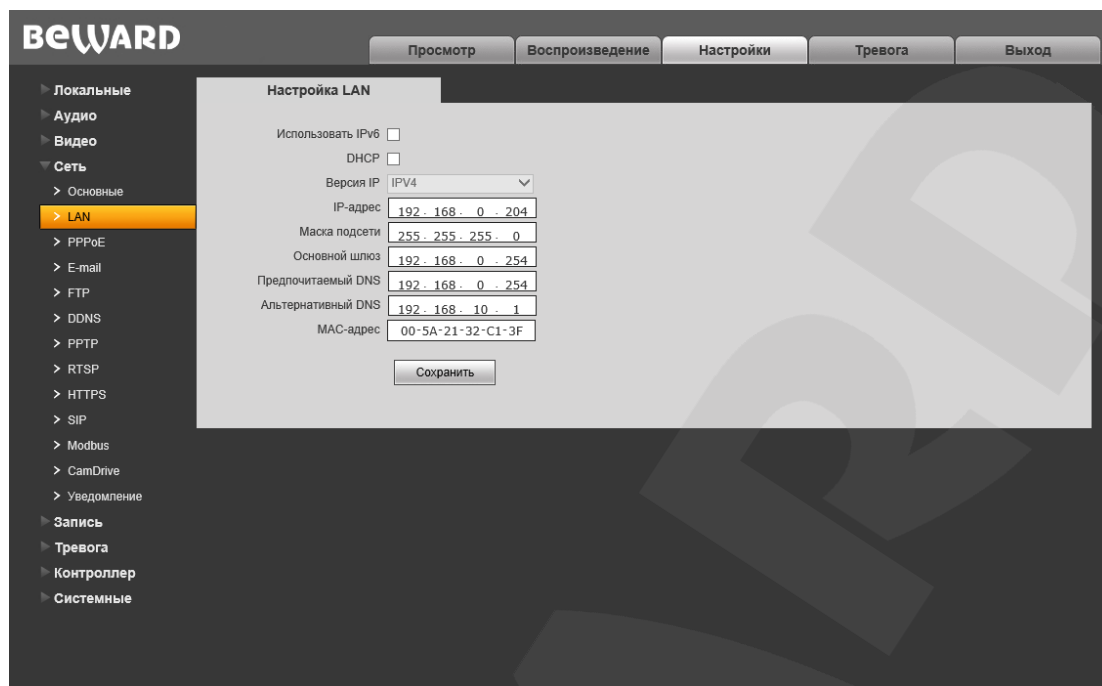 BEWARD
Просмотр Воспроизведение Настройки Тревога Выход
Локальные
Аудио
Видео
Сеть
Основные
LAN
PPPoE
E-mail
FTP
DDNS
PPTP
RTSP
HTTPS
SIP
Modbus
CamDrive
Уведомление
Запись
Тревога
Контроллер
Системные
Настройка LAN
Использовать IPv6
DHCP
Версия IP IPV4
IP-адрес 192. 168. 0 . 204
Маска подсети 255. 255. 255. 0
Основной шлюз 192. 168. 0 . 254
Предпочитаемый DNS 192. 168. 0 . 254
Альтернативный DNS 192. 168. 10 . 1
MAC-адрес 00-5A-21-32-C1-3F
Сохранить